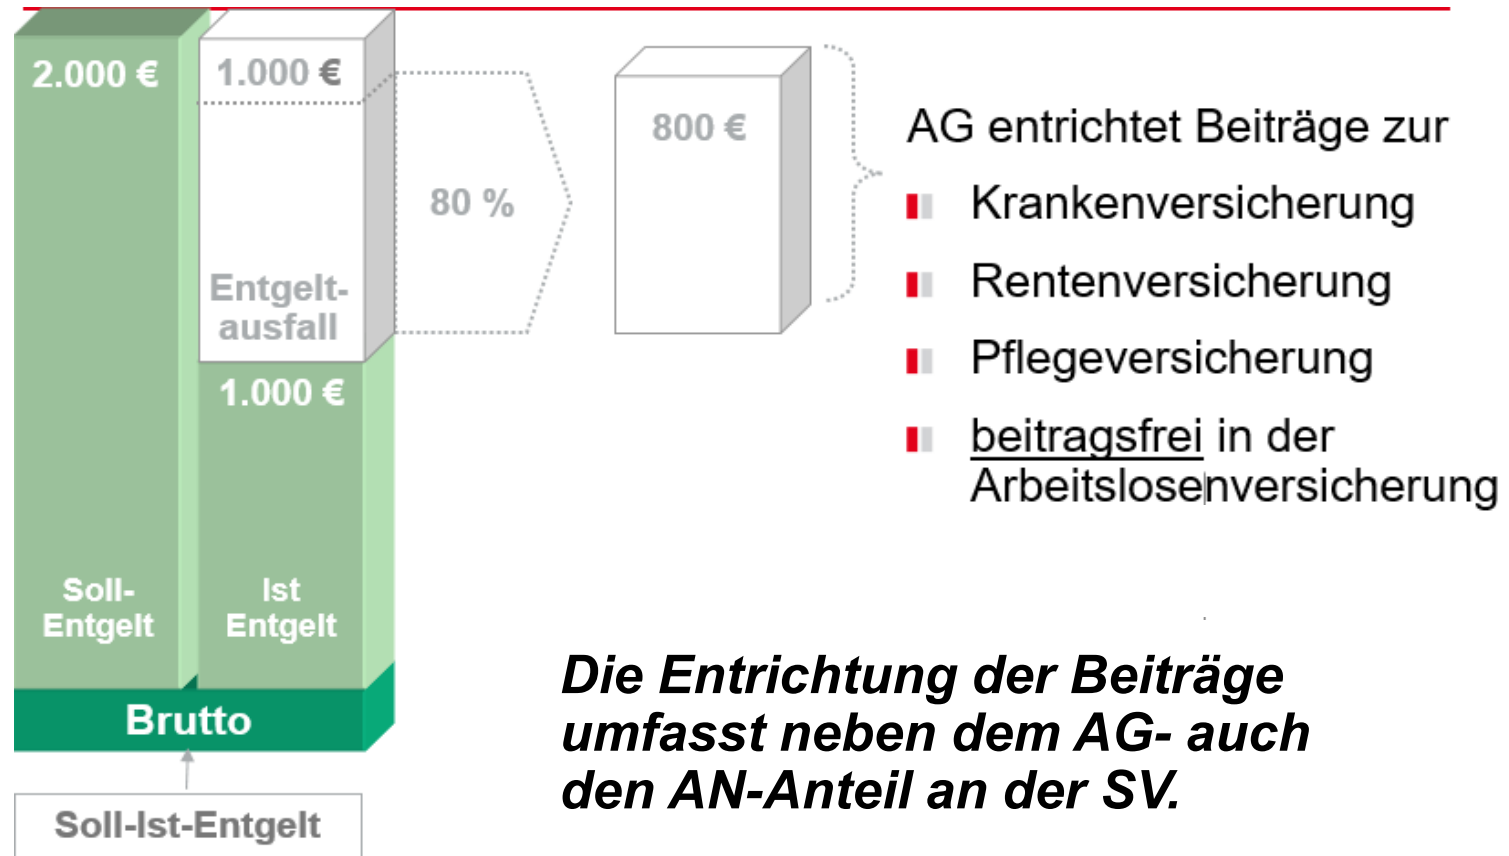 2.000 €
1.000 €
Entgelt-
ausfall
1.000 €
Soll-
Entgelt
Ist
Entgelt
Brutto
Soll-Ist-Entgelt
80 %
800 €
AG entrichtet Beiträge zur
Krankenversicherung
Rentenversicherung
Pflegeversicherung
beitragsfrei in der
Arbeitslosenversicherung
Die Entrichtung der Beiträge
umfasst neben dem AG- auch
den AN-Anteil an der SV.